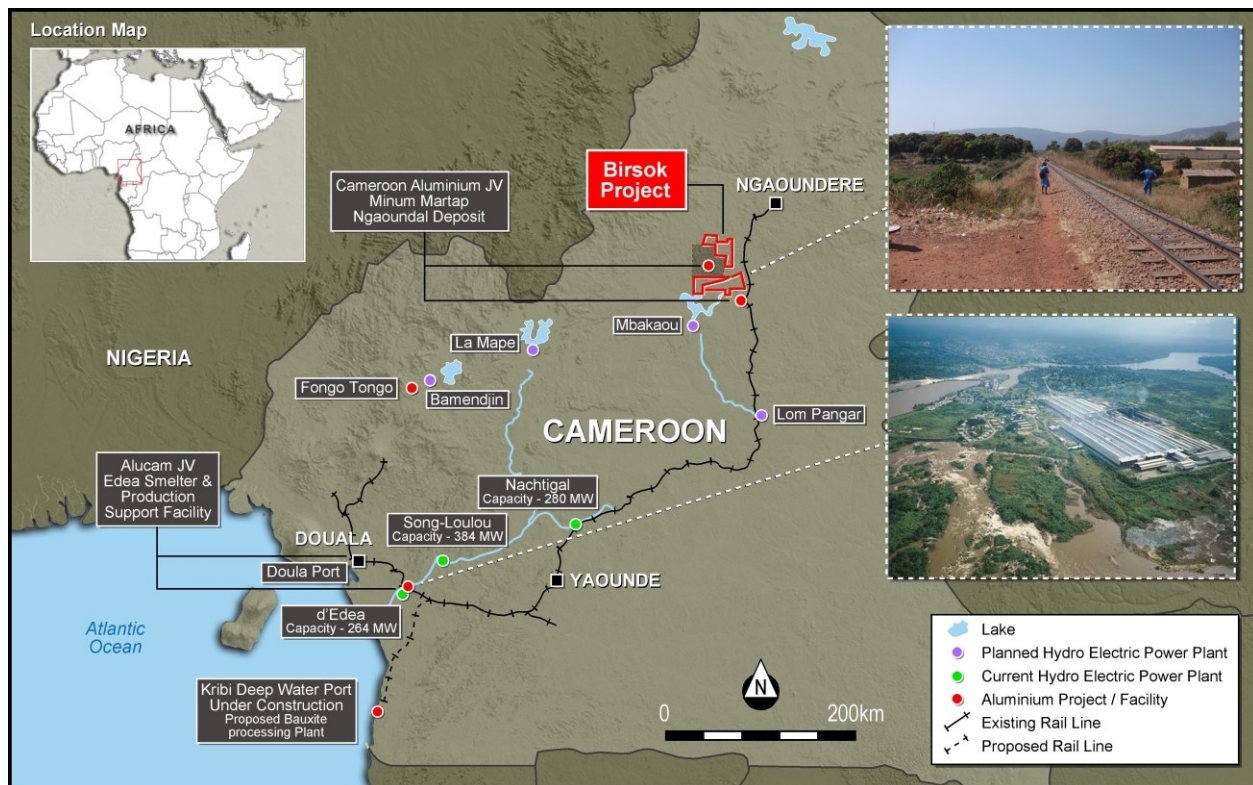 Location Map
AFRICA
Cameroon Aluminium JV
Minum Martap
Ngaoundal Deposit
Birsok
Project
NGAOUNDERE
NIGERIA
La Mape
Mbakaou
Fongo Tongo
Bamendjin
Lom Pangar
CAMEROON
Alucam JV
Edea Smelter &
Production
Support Facility
Nachtigal
Capacity - 280 MW
Song-Loulou
Capacity - 384 MW
DOUALA
Doula Port
YAOUNDE
d'Edea
Capacity - 264 MW
Atlantic
Ocean
Kribi Deep Water Port
Under Construction
Proposed Bauxite
processing Plant
N
0
200km
Lake
Planned Hydro Electric Power Plant
Current Hydro Electric Power Plant
Aluminium Project / Facility
Existing Rail Line
Proposed Rail Line